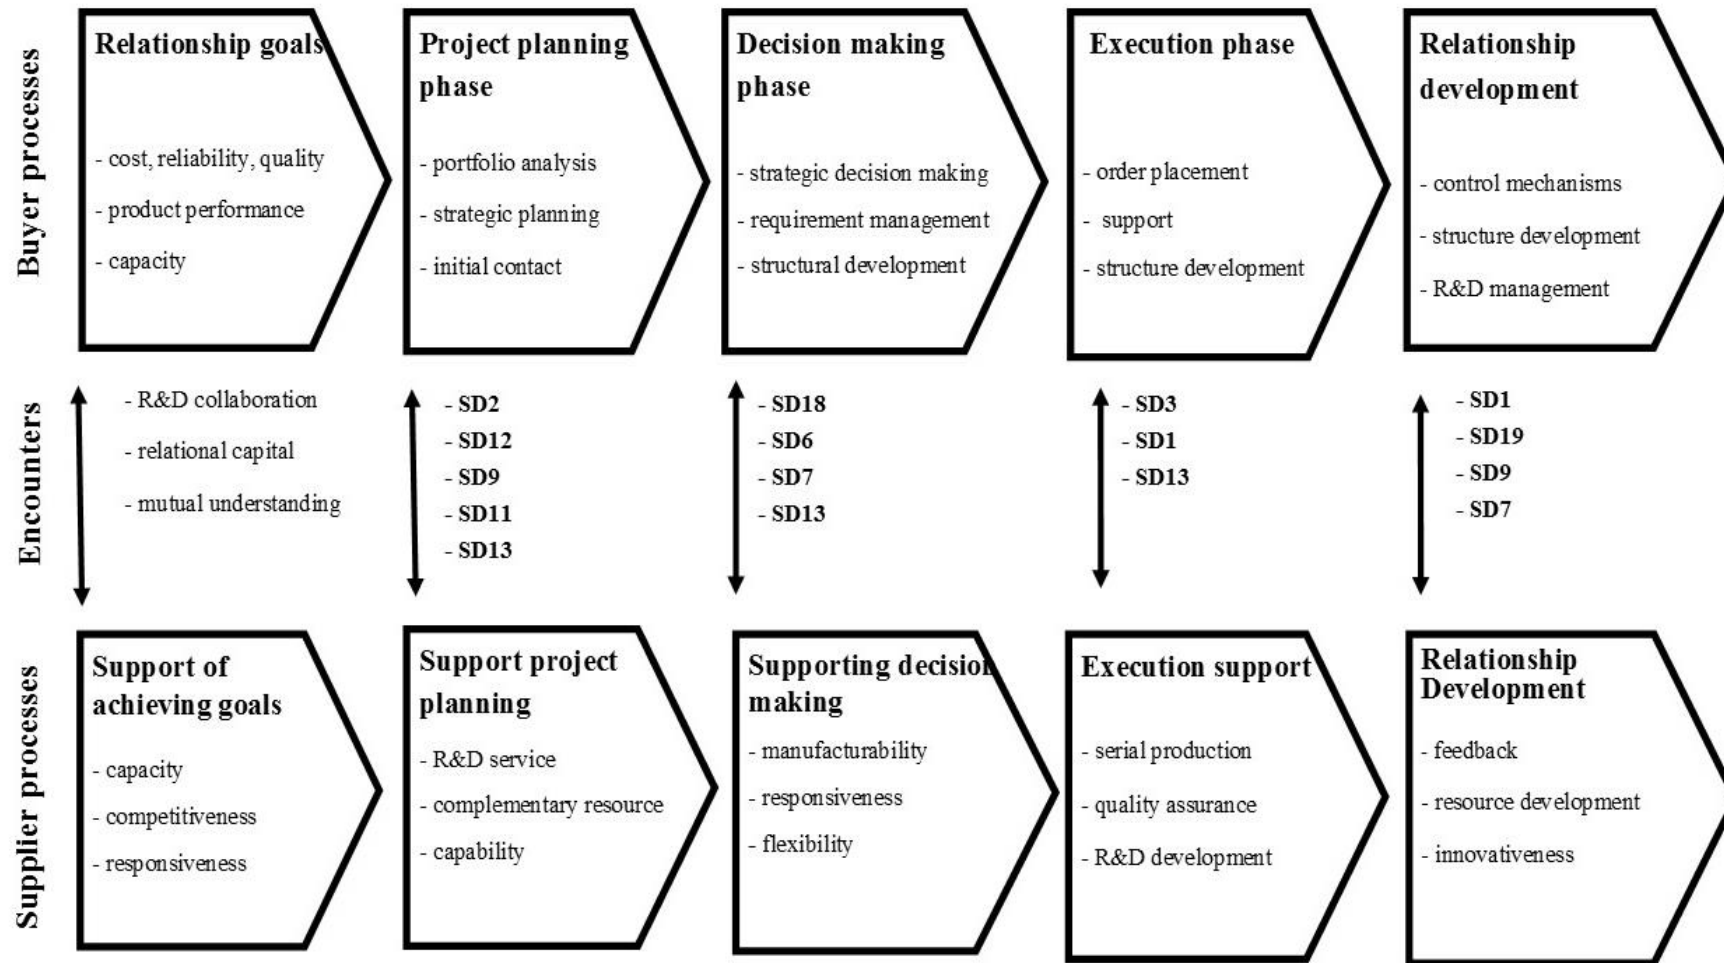 Buyer processes
Relationship goals
- cost, reliability, quality
- product performance
- capacity
Project planning
phase
- portfolio analysis
- strategic planning
- initial contact
Decision making
phase
- strategic decision making
- requirement management
- structural development
Execution phase
- order placement
- support
- structure development
Relationship
development
- control mechanisms
- structure development
- R&D management
Encounters
- R&D collaboration
- relational capital
- mutual understanding
- SD2
- SD12
- SD9
- SD11
- SD13
- SD18
- SD6
- SD7
- SD13
- SD3
- SD1
- SD13
- SD1
- SD19
- SD9
- SD7
Supplier processes
Support of
achieving goals
- capacity
- competitiveness
- responsiveness
Support project
planning
- R&D service
- complementary resource
- capability
Supporting decision
making
- manufacturability
- responsiveness
- flexibility
Execution support
- serial production
- quality assurance
- R&D development
Relationship
Development
- feedback
- resource development
- innovativeness